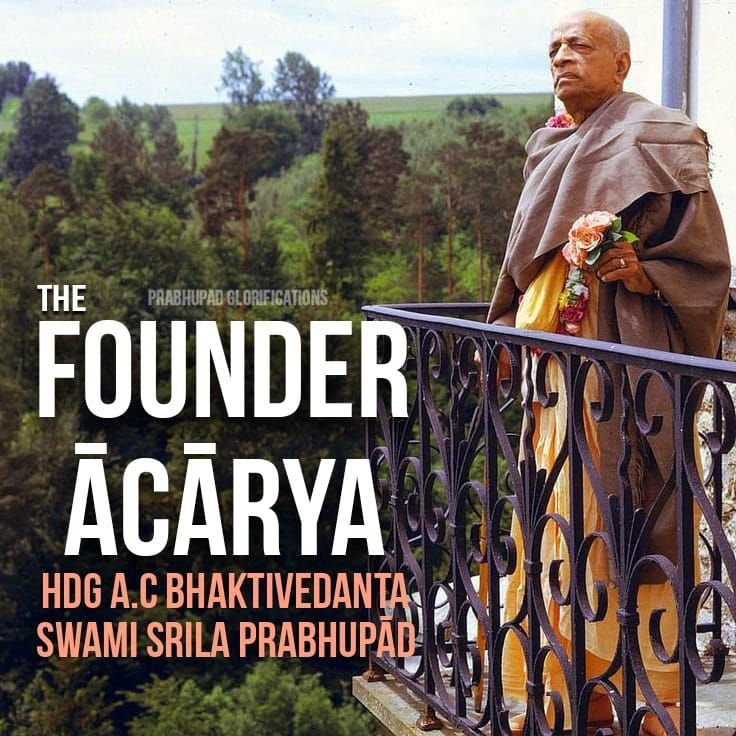 THE
PRABHUPAD GLORIFICATIONS
FOUNDER
ĀCĀRYA
HDG A.C BHAKTIVEDANTA
SWAMI SRILA PRABHUPĀD